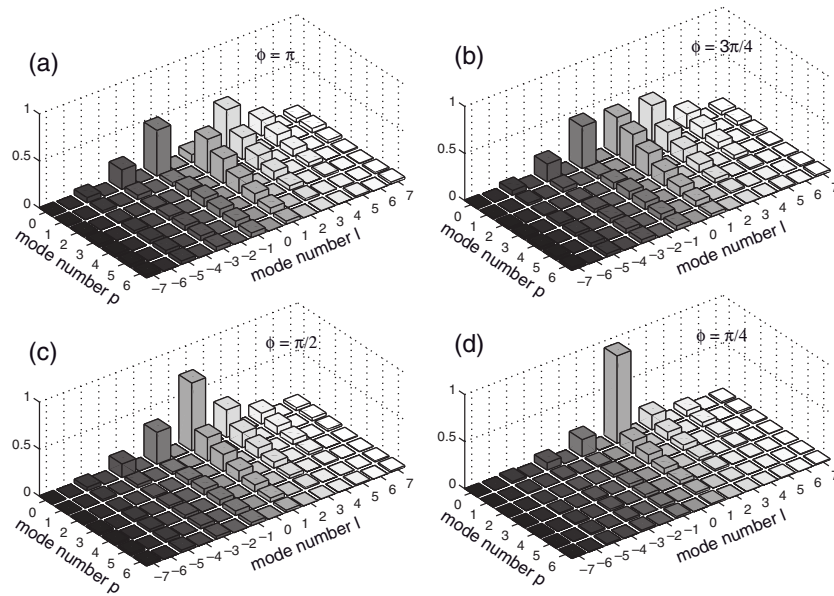 (a)
ϕ = π
1
0.5
0
0 1 2 3 4 5 6
mode number p
−7 −6 −5 −4 −3 −2 −1 0 1 2 3 4 5 6 7
mode number l
(b)
ϕ = 3π/4
1
0.5
0
0 1 2 3 4 5 6
mode number p
−7 −6 −5 −4 −3 −2 −1 0 1 2 3 4 5 6 7
mode number l
(c)
ϕ = π/2
1
0.5
0
0 1 2 3 4 5 6
mode number p
−7 −6 −5 −4 −3 −2 −1 0 1 2 3 4 5 6 7
mode number l
(d)
ϕ = π/4
1
0.5
0
0 1 2 3 4 5 6
mode number p
−7 −6 −5 −4 −3 −2 −1 0 1 2 3 4 5 6 7
mode number l